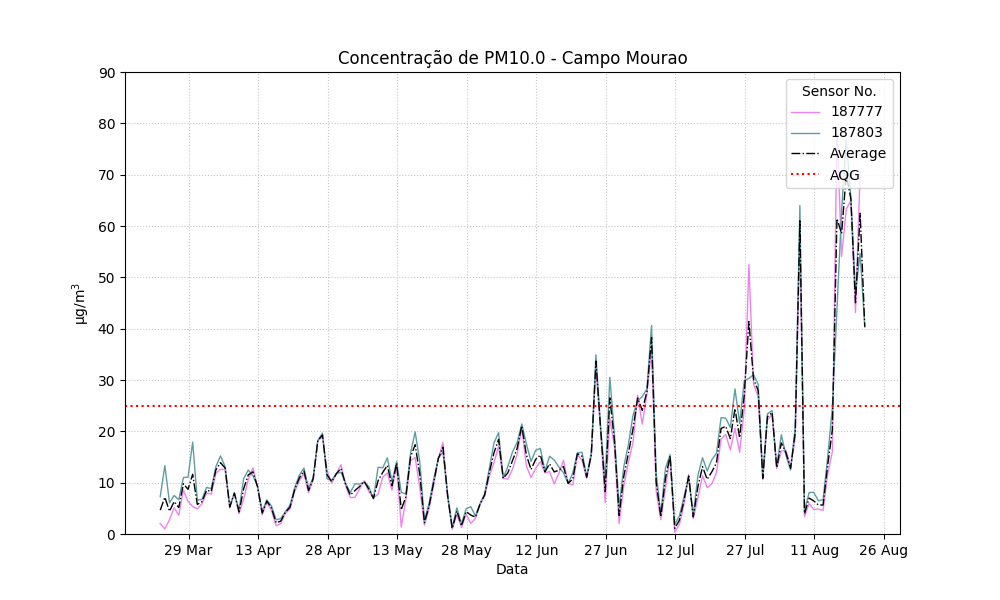 Concentração de PM10.0 - Campo Mourao
90
80
70
60
50
40
30
20
10
0
µg/m³
Sensor No.
187777
187803
Average
AQG
29 Mar 13 Apr 28 Apr 13 May 28 May 12 Jun 27 Jun 12 Jul 27 Jul 11 Aug 26 Aug
Data